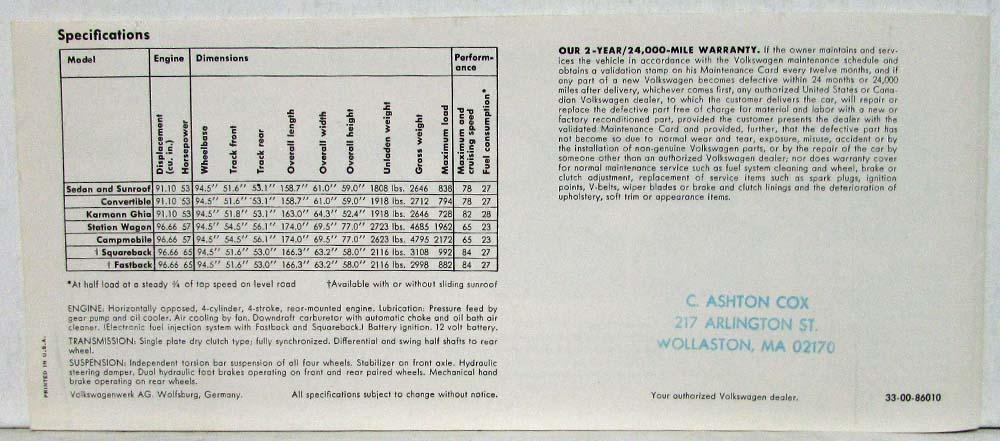 Specifications
Model Engine Dimensions Perform-
ance
Displacement (cu. in.) Horsepower Wheelbase Track front Track rear Overall length Overall width Overall height Unladen weight Gross weight Maximum load Maximum and cruising speed Fuel consumption*
Sedan and Sunroof 91.10 53 94.5" 51.6" 53.1" 158.7" 61.0" 59.0" 1808 lbs. 2646 838 78 27
Convertible 91.10 53 94.5" 51.6" 53.1" 158.7" 61.0" 59.0" 1918 lbs. 2712 794 78 27
Karmann Ghia 91.10 53 94.5" 51.8" 53.1" 163.0" 64.3" 52.4" 1918 lbs. 2646 728 82 28
Station Wagon 96.66 57 94.5" 54.5" 56.1" 174.0" 69.5" 77.0" 2723 lbs. 4685 1962 65 23
Campmobile 96.66 57 94.5" 54.5" 56.1" 174.0" 69.5" 77.0" 2623 lbs. 4795 2172 65 23
† Squareback 96.66 65 94.5" 51.6" 53.0" 166.3" 63.2" 58.0" 2116 lbs. 3108 992 84 27
† Fastback 96.66 65 94.5" 51.6" 53.0" 166.3" 63.2" 58.0" 2116 lbs. 2998 882 84 27
*At half load at a steady ¾ of top speed on level road †Available with or without sliding sunroof
ENGINE: Horizontally opposed, 4-cylinder, 4-stroke, rear-mounted engine. Lubrication: Pressure feed by
gear pump and oil cooler. Air cooling by fan. Downdraft carburetor with automatic choke and oil bath air
cleaner. (Electronic fuel injection system with Fastback and Squareback.) Battery ignition. 12 volt battery.
TRANSMISSION: Single plate dry clutch type; fully synchronized. Differential and swing half shafts to rear
wheel.
SUSPENSION: Independent torsion bar suspension of all four wheels. Stabilizer on front axle. Hydraulic
steering damper. Dual hydraulic foot brakes operating on front and rear paired wheels. Mechanical hand
brake operating on rear wheels.
Volkswagenwerk AG. Wolfsburg, Germany. All specifications subject to change without notice.
PRINTED IN U.S.A.
OUR 2-YEAR/24,000-MILE WARRANTY. If the owner maintains and serv-
ices the vehicle in accordance with the Volkswagen maintenance schedule and
obtains a validation stamp on his Maintenance Card every twelve months, and if
any part of a new Volkswagen becomes defective within 24 months or 24,000
miles after delivery, whichever comes first, any authorized United States or Cana-
dian Volkswagen dealer, to which the customer delivers the car, will repair or
replace the defective part free of charge for material and labor with a new or
factory reconditioned part, provided the customer presents the dealer with the
validated Maintenance Card and provided, further, that the defective part has
not become so due to normal wear and tear, exposure, misuse, accident or by
the installation of non-genuine Volkswagen parts, or by the repair of the car by
someone other than an authorized Volkswagen dealer; nor does warranty cover
for normal maintenance service such as fuel system cleaning and wheel, brake or
clutch adjustment, replacement of service items such as spark plugs, ignition
points, V-belts, wiper blades or brake and clutch linings and the deterioration of
upholstery, soft trim or appearance items.
C. ASHTON COX
217 ARLINGTON ST.
WOLLASTON, MA 02170
Your authorized Volkswagen dealer. 33-00-86010